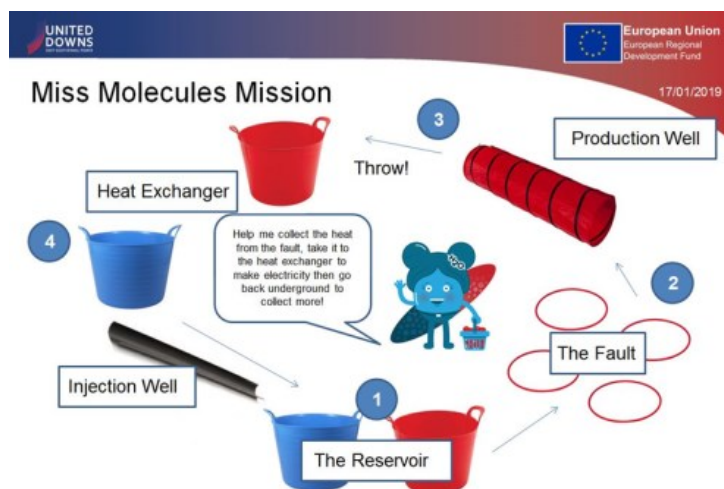 UNITED
DOWNS
European Union
European Regional
Development Fund
17/01/2019
Miss Molecules Mission
3
Production Well
Throw!
Heat Exchanger
4
Help me collect the heat
from the fault, take it to
the heat exchanger to
make electricity then go
back underground to
collect more!
2
The Fault
Injection Well
1
The Reservoir